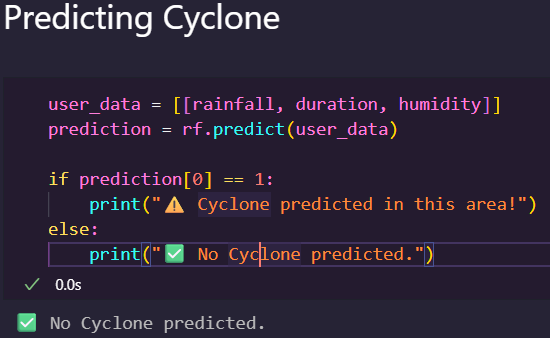 Predicting Cyclone
user_data = [[rainfall, duration, humidity]]
prediction = rf.predict(user_data)
if prediction[0] == 1:
    print("⚠️ Cyclone predicted in this area!")
else:
    print("✅ No Cyclone predicted.")
✓ 0.0s
✅ No Cyclone predicted.